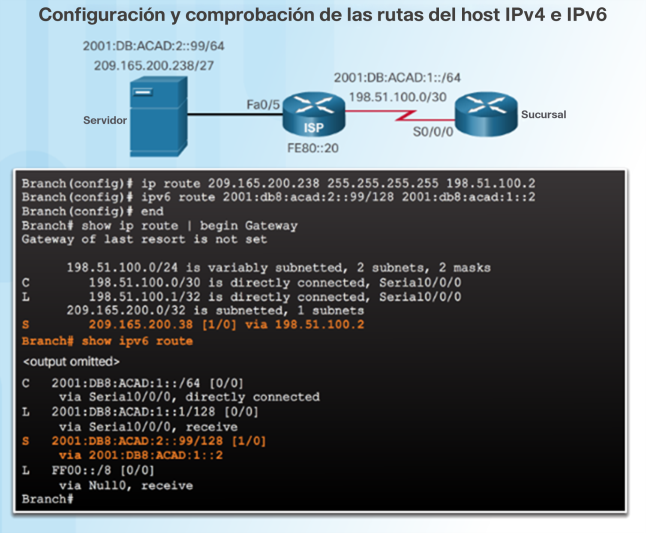 Configuración y comprobación de las rutas del host IPv4 e IPv6
2001:DB:ACAD:2::99/64
209.165.200.238/27
Servidor
Fa0/5
ISP
FE80::20
2001:DB:ACAD:1::/64
198.51.100.0/30
S0/0/0
Sucursal
Branch(config)# ip route 209.165.200.238 255.255.255.255 198.51.100.2
Branch(config)# ipv6 route 2001:db8:acad:2::99/128 2001:db8:acad:1::2
Branch(config)# end
Branch# show ip route | begin Gateway
Gateway of last resort is not set
198.51.100.0/24 is variably subnetted, 2 subnets, 2 masks
C 198.51.100.0/30 is directly connected, Serial0/0/0
L 198.51.100.1/32 is directly connected, Serial0/0/0
209.165.200.0/32 is subnetted, 1 subnets
S 209.165.200.38 [1/0] via 198.51.100.2
Branch# show ipv6 route
<output omitted>
C 2001:DB8:ACAD:1::/64 [0/0]
via Serial0/0/0, directly connected
L 2001:DB8:ACAD:1::1/128 [0/0]
via Serial0/0/0, receive
S 2001:DB8:ACAD:2::99/128 [1/0]
via 2001:DB8:ACAD:1::2
L FF00::/8 [0/0]
via Null0, receive
Branch#